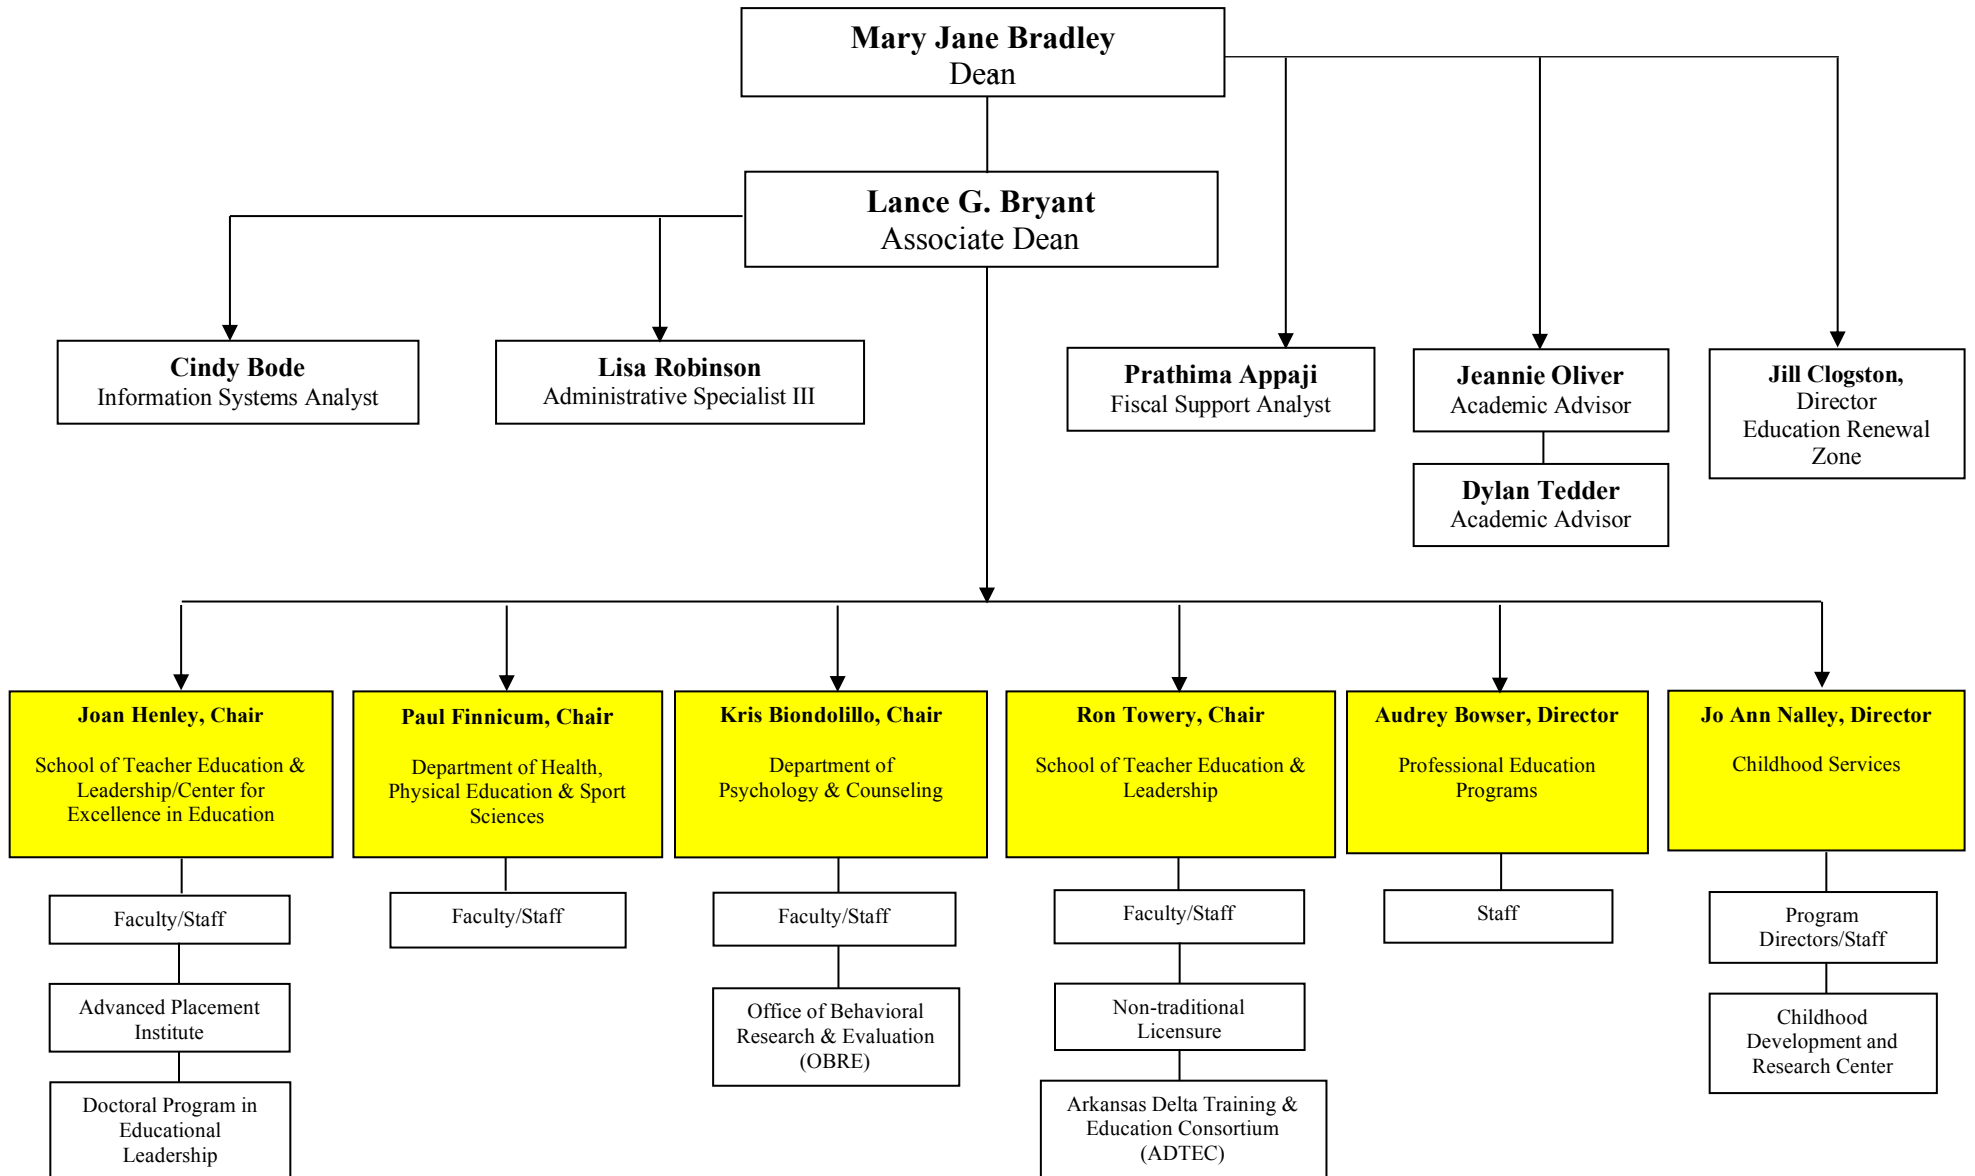 Mary Jane Bradley
Dean
Lance G. Bryant
Associate Dean
Cindy Bode
Information Systems Analyst
Lisa Robinson
Administrative Specialist III
Prathima Appaji
Fiscal Support Analyst
Jeannie Oliver
Academic Advisor
Dylan Tedder
Academic Advisor
Jill Clogston,
Director
Education Renewal
Zone
Joan Henley, Chair
School of Teacher Education &
Leadership/Center for
Excellence in Education
Faculty/Staff
Advanced Placement
Institute
Doctoral Program in
Educational
Leadership
Paul Finnicum, Chair
Department of Health,
Physical Education & Sport
Sciences
Faculty/Staff
Kris Biondolillo, Chair
Department of
Psychology & Counseling
Faculty/Staff
Office of Behavioral
Research & Evaluation
(OBRE)
Ron Towery, Chair
School of Teacher Education &
Leadership
Faculty/Staff
Non-traditional
Licensure
Arkansas Delta Training &
Education Consortium
(ADTEC)
Audrey Bowser, Director
Professional Education
Programs
Staff
Jo Ann Nalley, Director
Childhood Services
Program
Directors/Staff
Childhood
Development and
Research Center